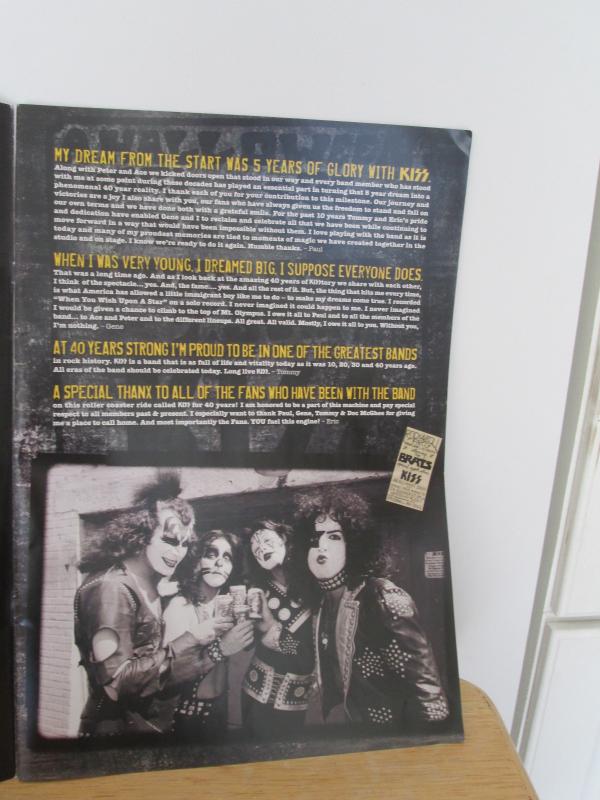 MY DREAM FROM THE START WAS 5 YEARS OF GLORY WITH KISS.
Along with Peter and Ace we kicked doors open that stood in our way and every band member who has stood
with me at some point during these decades has played an essential part in turning that 5 year dream into a
phenomenal 40 year reality. I thank each of you for your contribution to this milestone. Our journey and
victories are a joy I also share with you, our fans who have always given us the freedom to stand and fall on
our own terms and we have done both with a grateful smile. For the past 10 years Tommy and Eric's pride
and dedication have enabled Gene and I to reclaim and celebrate all that we have been while continuing to
move forward in a way that would have been impossible without them. I love playing with the band as it is
today and many of my proudest memories are tied to moments of magic we have created together in the
studio and on stage. I know we're ready to do it again. Humble thanks. - Paul
WHEN I WAS VERY YOUNG, I DREAMED BIG. I SUPPOSE EVERYONE DOES.
That was a long time ago. And as I look back at the amazing 40 years of KISStory we share with each other,
I think of the spectacle... yes. And, the fame... yes. And all the rest of it. But, the thing that hits me every time,
is what America has allowed a little immigrant boy like me to do – to make my dreams come true. I recorded
"When You Wish Upon A Star" on a solo record. I never imagined it could happen to me. I never imagined
I would be given a chance to climb to the top of Mt. Olympus. I owe it all to Paul and to all the members of the
band... to Ace and Peter and to the different lineups. All great. All valid. Mostly, I owe it all to you. Without you,
I'm nothing. - Gene
AT 40 YEARS STRONG I'M PROUD TO BE IN ONE OF THE GREATEST BANDS
in rock history. KISS is a band that is as full of life and vitality today as it was 10, 20, 30 and 40 years ago.
All eras of the band should be celebrated today. Long live KISS. - Tommy
A SPECIAL THANX TO ALL OF THE FANS WHO HAVE BEEN WITH THE BAND
on this roller coaster ride called KISS for 40 years! I am honored to be a part of this machine and pay special
respect to all members past & present. I especially want to thank Paul, Gene, Tommy & Doc McGhee for giving
me a place to call home. And most importantly the Fans. YOU fuel this engine! - Eric
BRATS
KISS